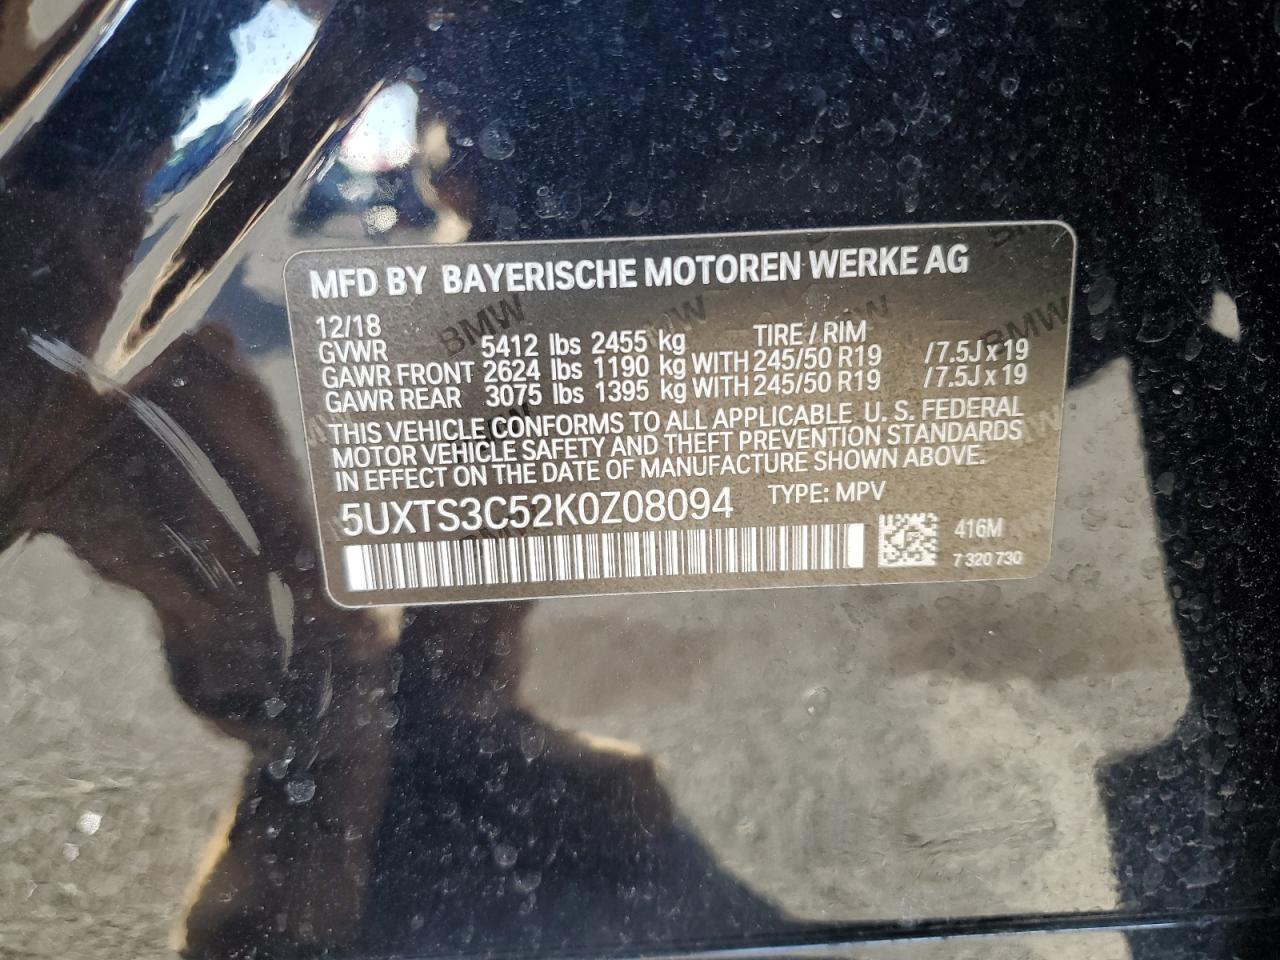 MFD BY BAYERISCHE MOTOREN WERKE AG
12/18
GVWR 5412 lbs 2455 kg TIRE / RIM
GAWR FRONT 2624 lbs 1190 kg WITH 245/50 R19 /7.5J x 19
GAWR REAR 3075 lbs 1395 kg WITH 245/50 R19 /7.5J x 19
THIS VEHICLE CONFORMS TO ALL APPLICABLE U. S. FEDERAL
MOTOR VEHICLE SAFETY AND THEFT PREVENTION STANDARDS
IN EFFECT ON THE DATE OF MANUFACTURE SHOWN ABOVE.
5UXTS3C52K0Z08094 TYPE: MPV
416M
7 320 730